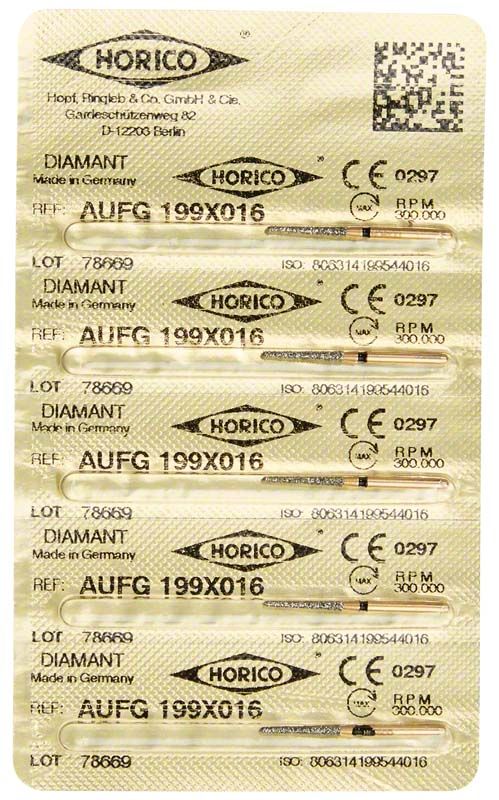 HORICO ®
Hopf, Ringleb & Co. GmbH & Cie.
Gardeschützenweg 82
D-12203 Berlin
DIAMANT HORICO ® CE 0297
Made in Germany
REF: AUFG 199X016 MAX RPM 300.000
LOT 78669 ISO: 806314199544016
DIAMANT HORICO ® CE 0297
Made in Germany
REF: AUFG 199X016 MAX RPM 300.000
LOT 78669 ISO: 806314199544016
DIAMANT HORICO ® CE 0297
Made in Germany
REF: AUFG 199X016 MAX RPM 300.000
LOT 78669 ISO: 806314199544016
DIAMANT HORICO ® CE 0297
Made in Germany
REF: AUFG 199X016 MAX RPM 300.000
LOT 78669 ISO: 806314199544016
DIAMANT HORICO ® CE 0297
Made in Germany
REF: AUFG 199X016 MAX RPM 300.000
LOT 78669 ISO: 806314199544016